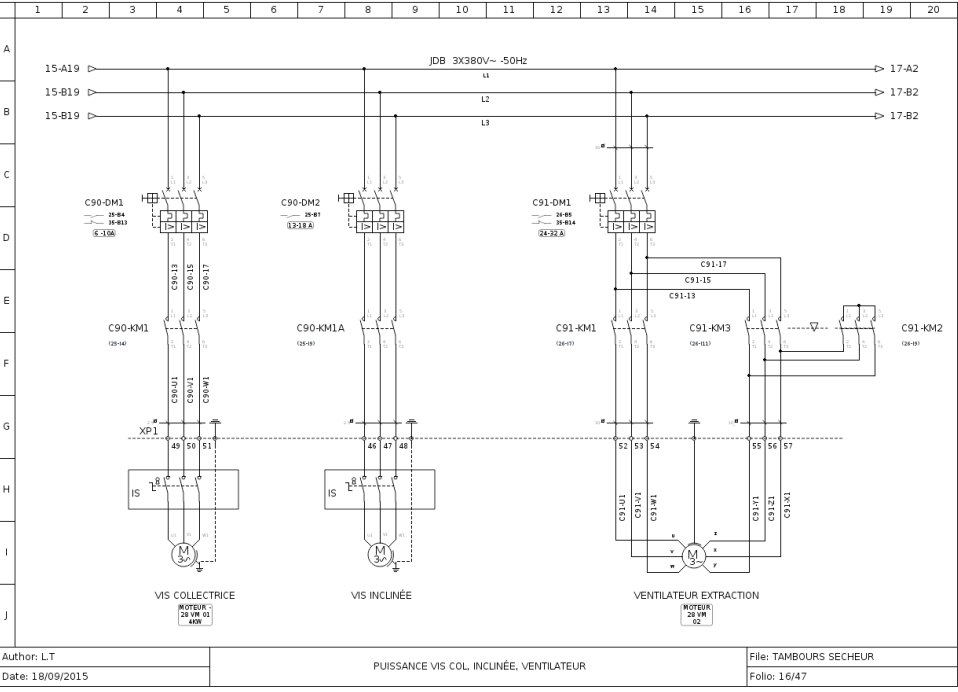 1 2 3 4 5 6 7 8 9 10 11 12 13 14 15 16 17 18 19 20
A
JDB 3X380V~ -50Hz
15-A19 L1 17-A2
15-B19 L2 17-B2
B
15-B19 L3 17-B2
C
C90-DM1 C90-DM2 C91-DM1
25-B4 25-B7 26-B5
35-B13 35-B14
6 -10A 13-18 A 24-32 A
D
C90-13 C90-15 C90-17
C91-17
C91-15
C91-13
E
C90-KM1 C90-KM1A C91-KM1 C91-KM3 C91-KM2
(25-I4) (25-I9) (26-I7) (26-I11) (26-I9)
F
C90-U1 C90-V1 C90-W1
G
XP1
49 50 51 46 47 48 52 53 54 55 56 57
H
IS IS
C91-U1 C91-V1 C91-W1 C91-Y1 C91-Z1 C91-X1
I
U1 V1 W1
M 3~ M 3~ M 3~
u v w z x y
VIS COLLECTRICE VIS INCLINÉE VENTILATEUR EXTRACTION
J
MOTEUR -
28 VM 01
4KW
MOTEUR
28 VM
02
Author: L.T
Date: 18/09/2015
PUISSANCE VIS COL, INCLINÉE, VENTILATEUR
File: TAMBOURS SECHEUR
Folio: 16/47